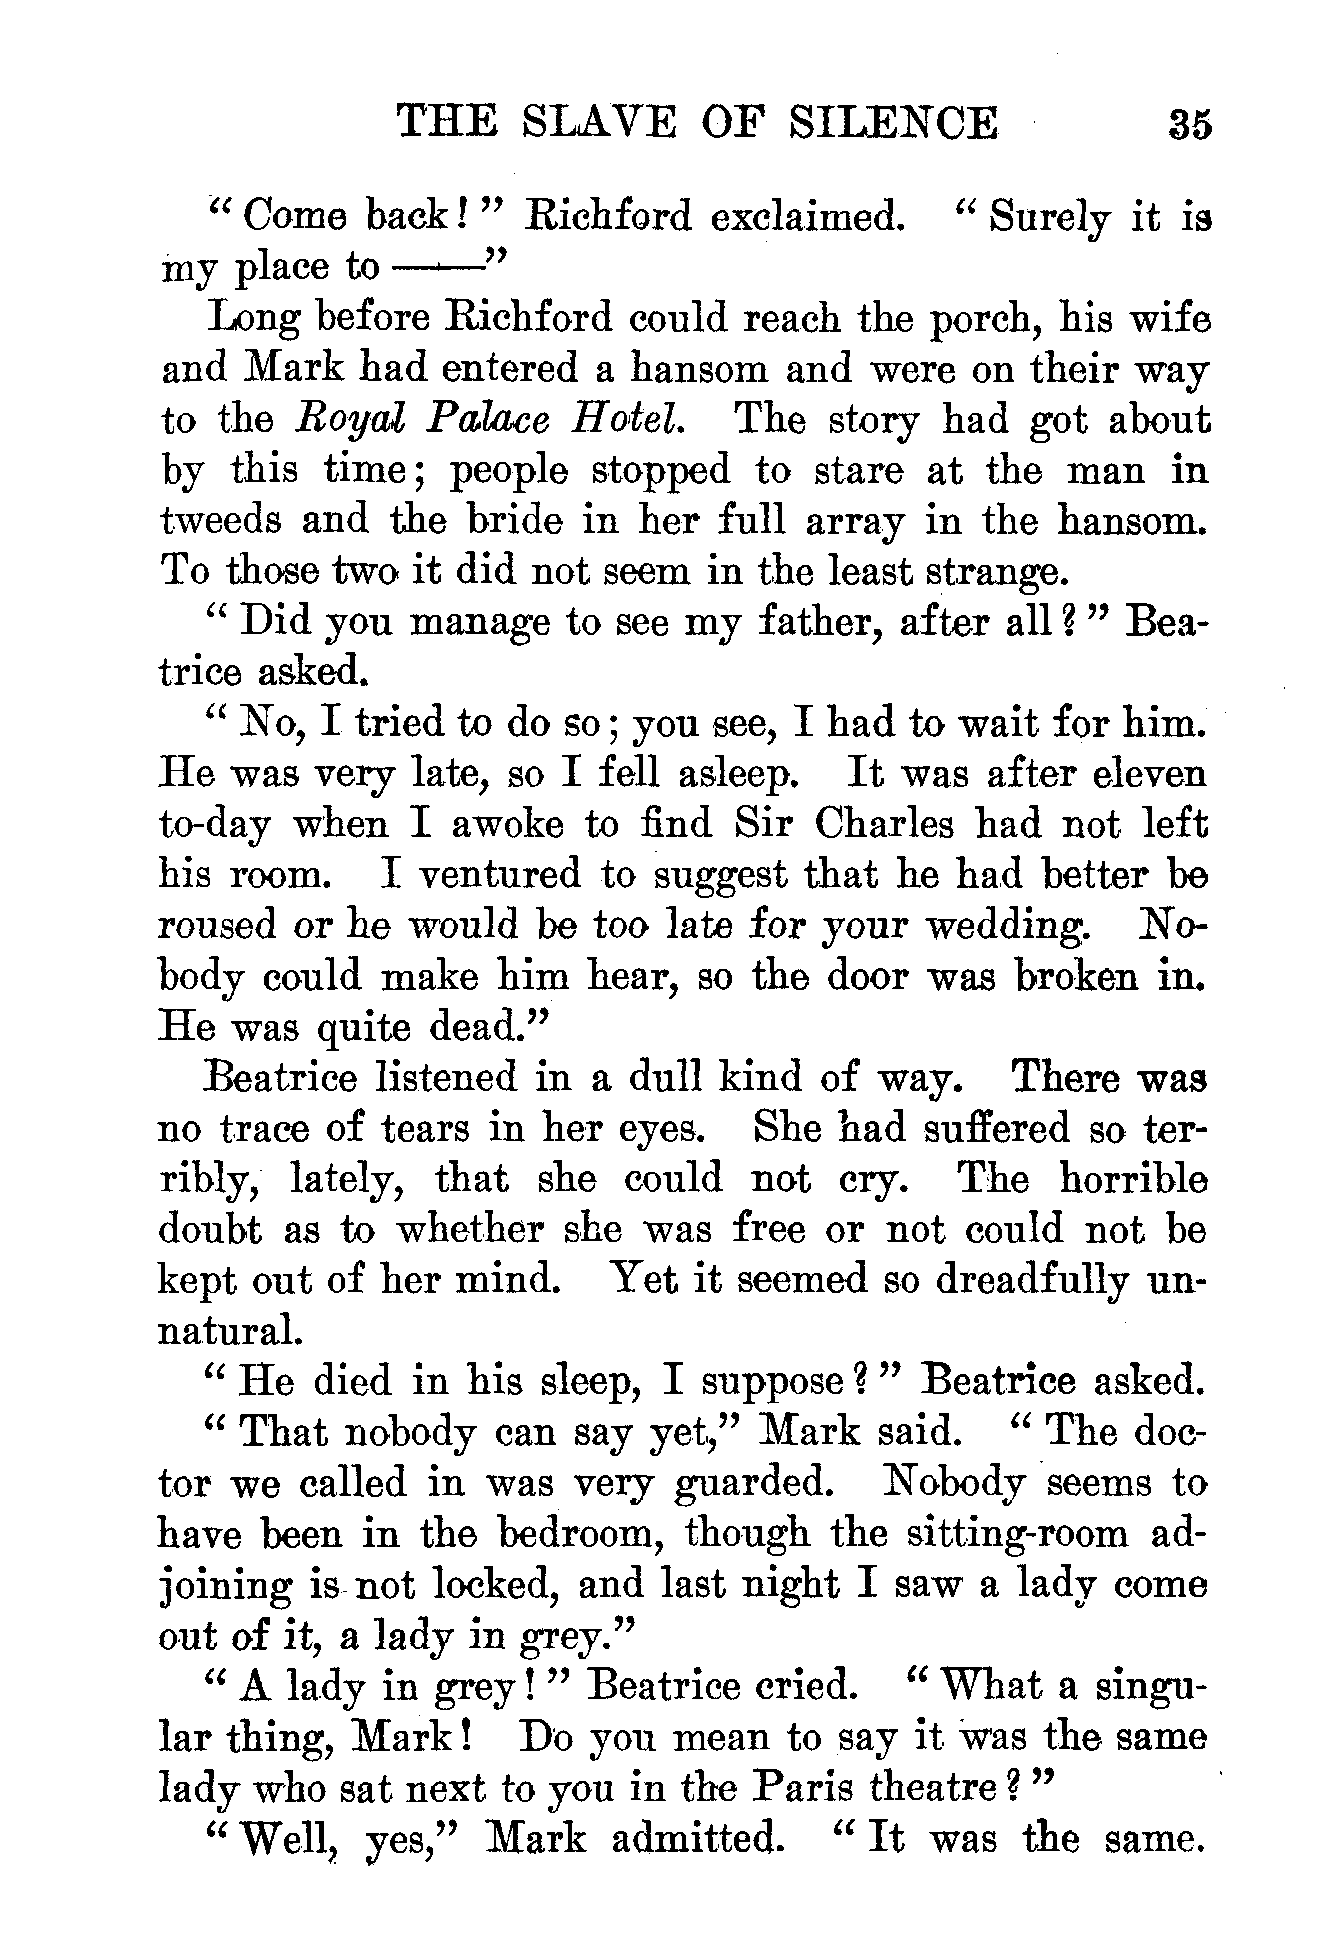 THE SLAVE OF SILENCE 35
“ Come back! ” Richford exclaimed. “ Surely it is
my place to ——”
Long before Richford could reach the porch, his wife
and Mark had entered a hansom and were on their way
to the Royal Palace Hotel. The story had got about
by this time; people stopped to stare at the man in
tweeds and the bride in her full array in the hansom.
To those two it did not seem in the least strange.
“ Did you manage to see my father, after all? ” Bea-
trice asked.
“ No, I tried to do so; you see, I had to wait for him.
He was very late, so I fell asleep. It was after eleven
to-day when I awoke to find Sir Charles had not left
his room. I ventured to suggest that he had better be
roused or he would be too late for your wedding. No-
body could make him hear, so the door was broken in.
He was quite dead.”
Beatrice listened in a dull kind of way. There was
no trace of tears in her eyes. She had suffered so ter-
ribly, lately, that she could not cry. The horrible
doubt as to whether she was free or not could not be
kept out of her mind. Yet it seemed so dreadfully un-
natural.
“ He died in his sleep, I suppose? ” Beatrice asked.
“ That nobody can say yet,” Mark said. “ The doc-
tor we called in was very guarded. Nobody seems to
have been in the bedroom, though the sitting-room ad-
joining is not locked, and last night I saw a lady come
out of it, a lady in grey.”
“ A lady in grey! ” Beatrice cried. “ What a singu-
lar thing, Mark! Do you mean to say it was the same
lady who sat next to you in the Paris theatre? ”
“ Well, yes,” Mark admitted. “ It was the same.